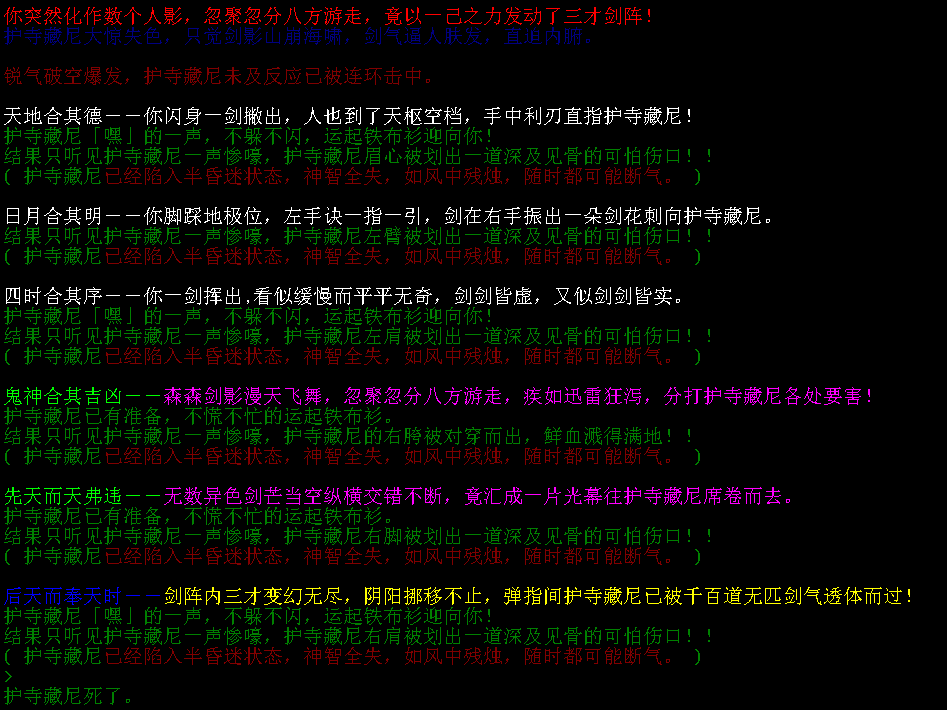 你突然化作数个人影，忽聚忽分八方游走，竟以一己之力发动了三才剑阵！
护寺藏尼大惊失色，只觉剑影山崩海啸，剑气逼人肤发，直迫内腑。
锐气破空爆发，护寺藏尼未及反应已被连环击中。
天地合其德－－你闪身一剑撇出，人也到了天枢空档，手中利刃直指护寺藏尼！
护寺藏尼「嘿」的一声，不躲不闪，运起铁布衫迎向你！
结果只听见护寺藏尼一声惨嚎，护寺藏尼眉心被划出一道深及见骨的可怕伤口！！
( 护寺藏尼已经陷入半昏迷状态，神智全失，如风中残烛，随时都可能断气。 )
日月合其明－－你脚踩地极位，左手诀一指一引，剑在右手振出一朵剑花刺向护寺藏尼。
结果只听见护寺藏尼一声惨嚎，护寺藏尼左臂被划出一道深及见骨的可怕伤口！！
( 护寺藏尼已经陷入半昏迷状态，神智全失，如风中残烛，随时都可能断气。 )
四时合其序－－你一剑挥出,看似缓慢而平平无奇，剑剑皆虚，又似剑剑皆实。
护寺藏尼「嘿」的一声，不躲不闪，运起铁布衫迎向你！
结果只听见护寺藏尼一声惨嚎，护寺藏尼左肩被划出一道深及见骨的可怕伤口！！
( 护寺藏尼已经陷入半昏迷状态，神智全失，如风中残烛，随时都可能断气。 )
鬼神合其吉凶－－森森剑影漫天飞舞，忽聚忽分八方游走，疾如迅雷狂泻，分打护寺藏尼各处要害！
护寺藏尼已有准备，不慌不忙的运起铁布衫。
结果只听见护寺藏尼一声惨嚎，护寺藏尼的右胯被对穿而出，鲜血溅得满地！！
( 护寺藏尼已经陷入半昏迷状态，神智全失，如风中残烛，随时都可能断气。 )
先天而天弗违－－无数异色剑芒当空纵横交错不断，竟汇成一片光幕往护寺藏尼席卷而去。
护寺藏尼已有准备，不慌不忙的运起铁布衫。
结果只听见护寺藏尼一声惨嚎，护寺藏尼右脚被划出一道深及见骨的可怕伤口！！
( 护寺藏尼已经陷入半昏迷状态，神智全失，如风中残烛，随时都可能断气。 )
后天而奉天时－－剑阵内三才变幻无尽，阴阳挪移不止，弹指间护寺藏尼已被千百道无匹剑气透体而过！
护寺藏尼「嘿」的一声，不躲不闪，运起铁布衫迎向你！
结果只听见护寺藏尼一声惨嚎，护寺藏尼右肩被划出一道深及见骨的可怕伤口！！
( 护寺藏尼已经陷入半昏迷状态，神智全失，如风中残烛，随时都可能断气。 )
>
护寺藏尼死了。